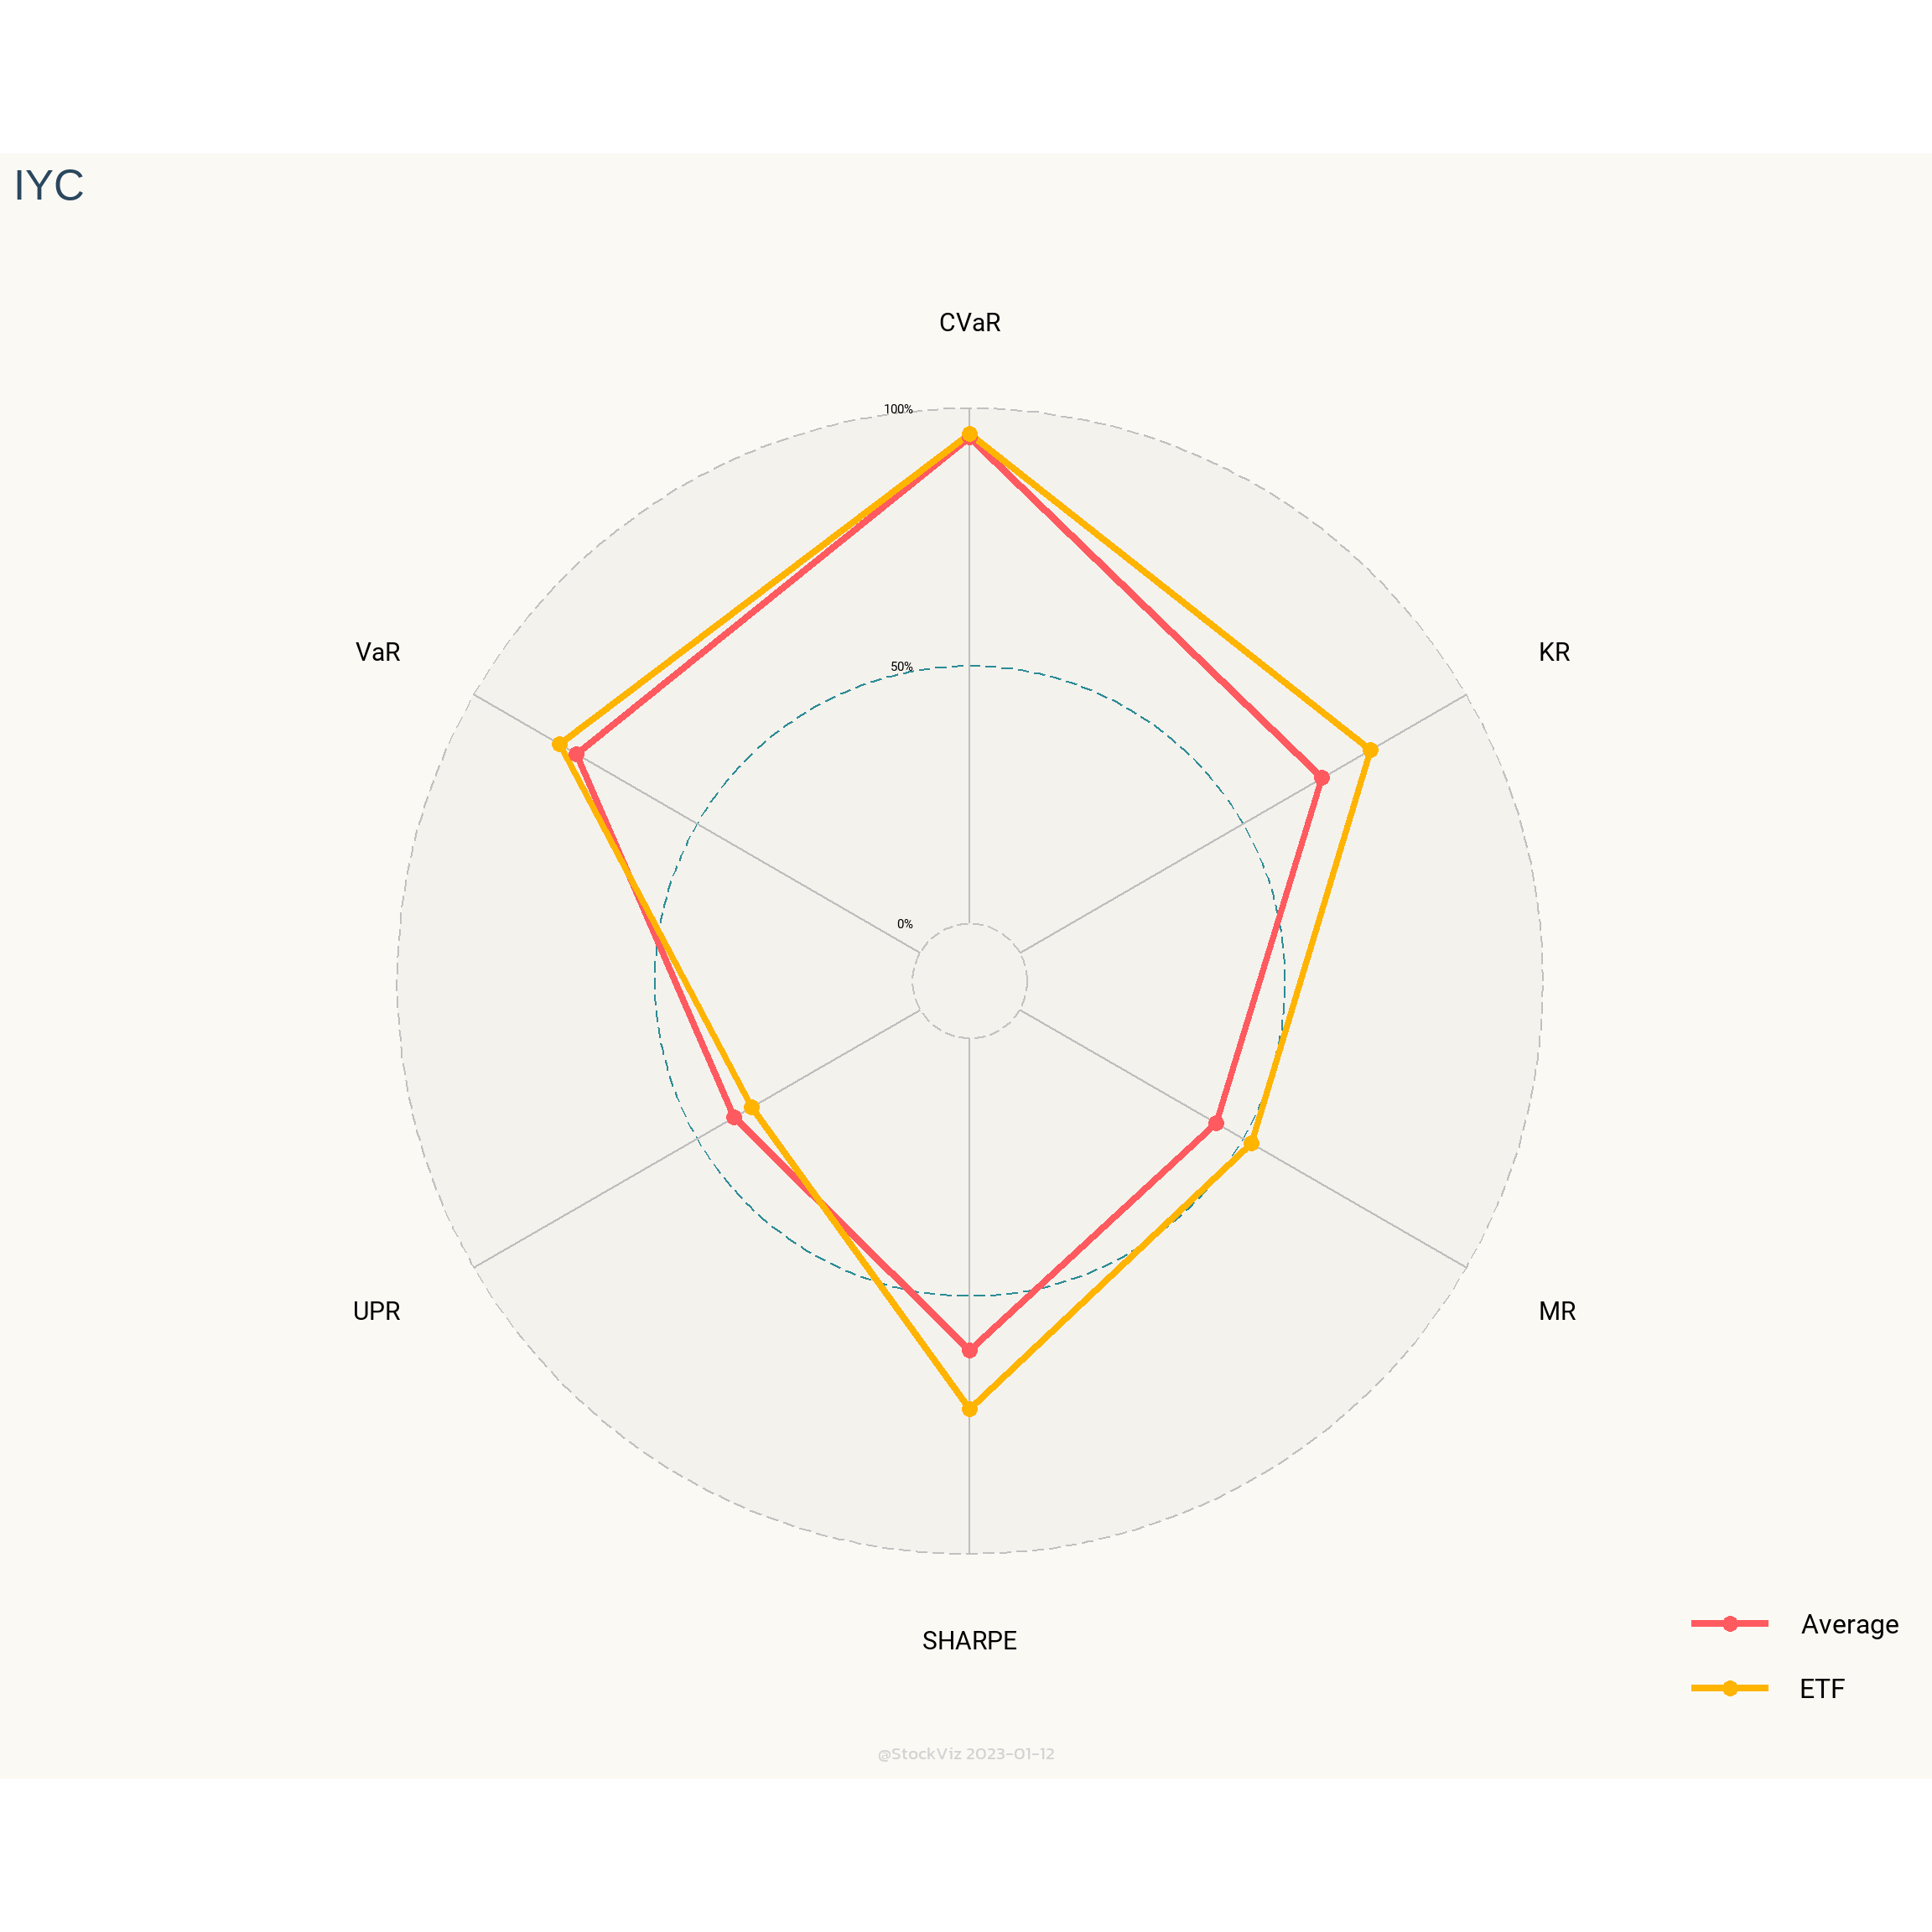 IYC
CVaR
100%
VaR
KR
50%
0%
UPR
MR
SHARPE
Average
ETF
@StockViz 2023-01-12